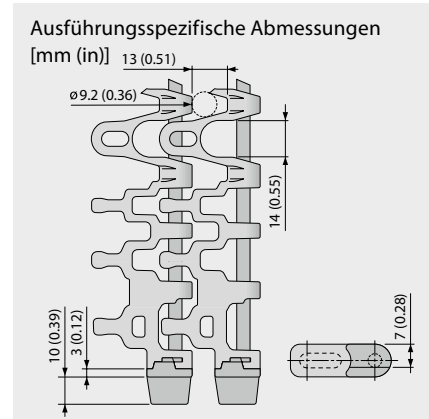 Ausführungsspezifische Abmessungen
[mm (in)]
13 (0.51)
ø9.2 (0.36)
14 (0.55)
10 (0.39)
3 (0.12)
7 (0.28)